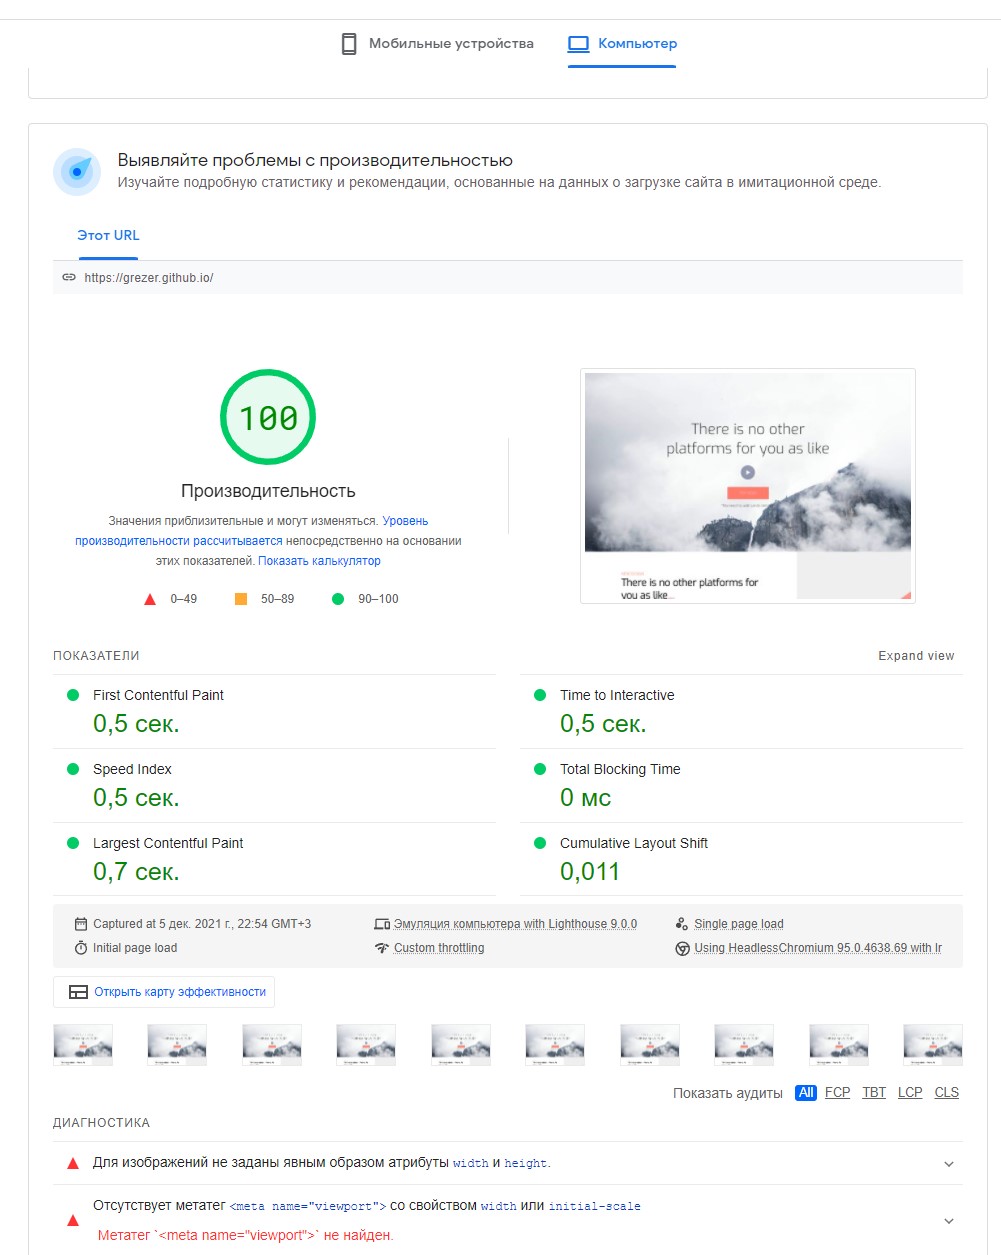 Мобильные устройства
Компьютер
Выявляйте проблемы с производительностью
Изучайте подробную статистику и рекомендации, основанные на данных о загрузке сайта в имитационной среде.
Этот URL
https://grezer.github.io/
100
Производительность
Значения приблизительные и могут изменяться. Уровень
производительности рассчитывается непосредственно на основании
этих показателей. Показать калькулятор
0–49
50–89
90–100
There is no other
platforms for you as like
There is no other platforms for
you as like...
ПОКАЗАТЕЛИ
Expand view
First Contentful Paint
0,5 сек.
Time to Interactive
0,5 сек.
Speed Index
0,5 сек.
Total Blocking Time
0 мс
Largest Contentful Paint
0,7 сек.
Cumulative Layout Shift
0,011
Captured at 5 дек. 2021 г., 22:54 GMT+3
Эмуляция компьютера with Lighthouse 9.0.0
Single page load
Initial page load
Custom throttling
Using HeadlessChromium 95.0.4638.69 with lr
Открыть карту эффективности
Показать аудиты All FCP TBT LCP CLS
ДИАГНОСТИКА
Для изображений не заданы явным образом атрибуты width и height.
Отсутствует метатег <meta name="viewport"> со свойством width или initial-scale
Метатег `<meta name="viewport">` не найден.